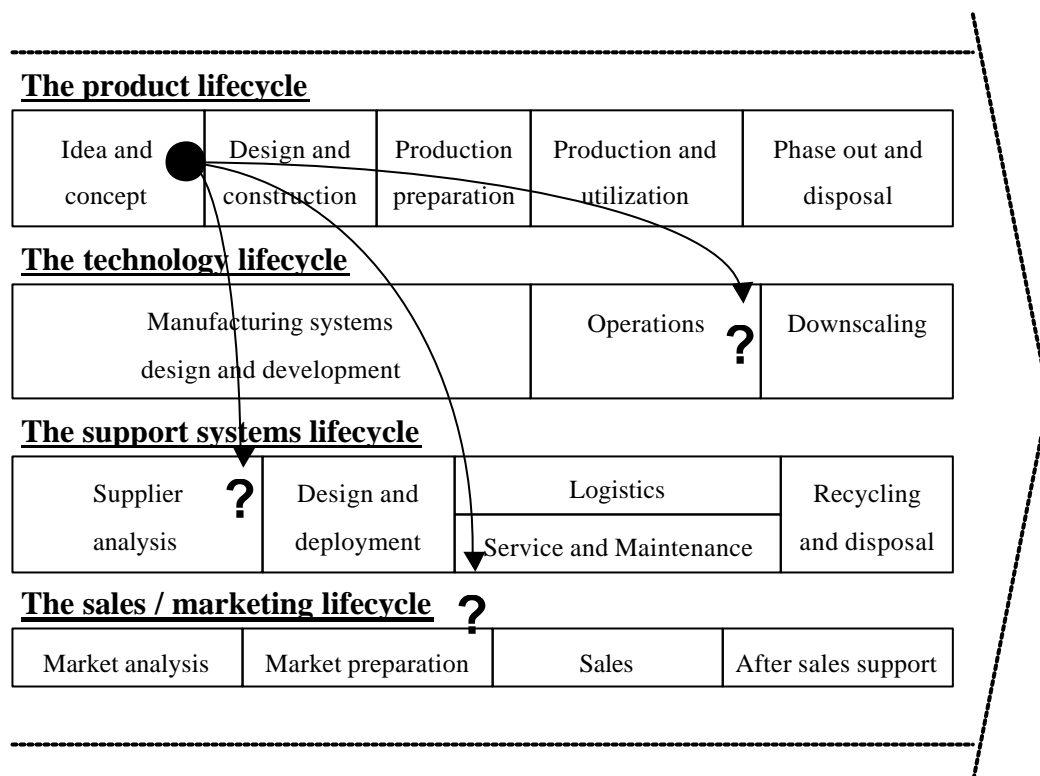 The product lifecycle
Idea and
concept
Design and
construction
Production
preparation
Production and
utilization
Phase out and
disposal
The technology lifecycle
Manufacturing systems
design and development
Operations
?
Downscaling
The support systems lifecycle
Supplier
analysis
?
Design and
deployment
Logistics
Service and Maintenance
Recycling
and disposal
The sales / marketing lifecycle
?
Market analysis
Market preparation
Sales
After sales support